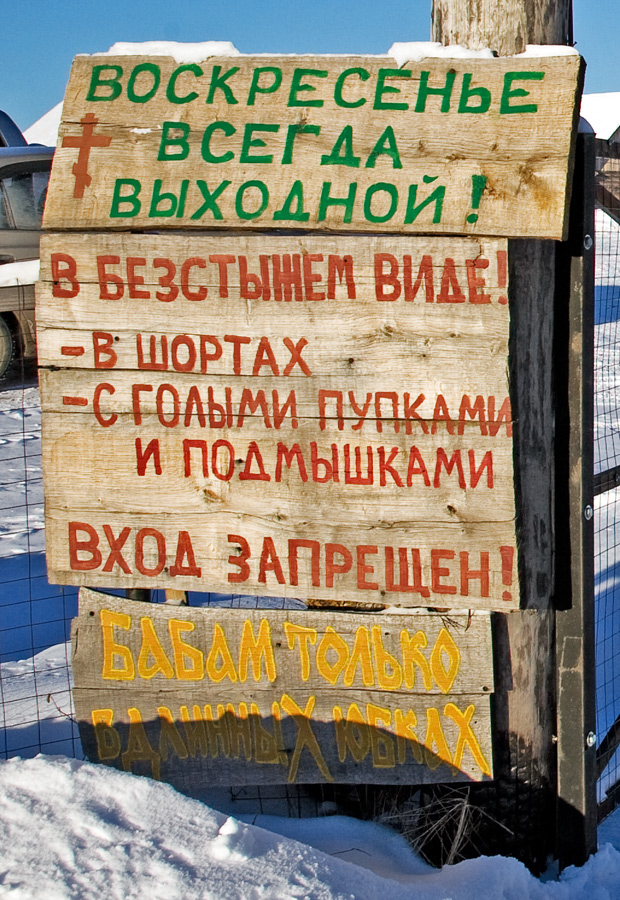 ВОСКРЕСЕНЬЕ
ВСЕГДА
ВЫХОДНОЙ!
В БЕЗСТЫЖЕМ ВИДЕ!
- В ШОРТАХ
- С ГОЛЫМИ ПУПКАМИ
И ПОДМЫШКАМИ
ВХОД ЗАПРЕЩЕН!
БАБАМ ТОЛЬКО
В ДЛИННЫХ ЮБКАХ